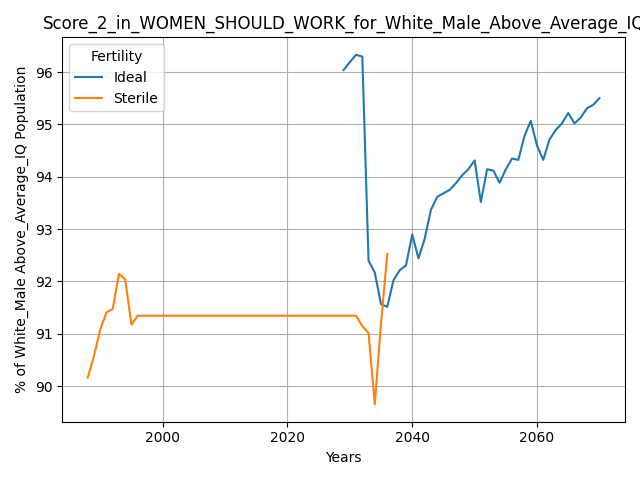 Score_2_in_WOMEN_SHOULD_WORK_for_White_Male_Above_Average_IQ
Fertility
Ideal
Sterile
% of White_Male Above_Average_IQ Population
96
95
94
93
92
91
90
2000
2020
2040
2060
Years